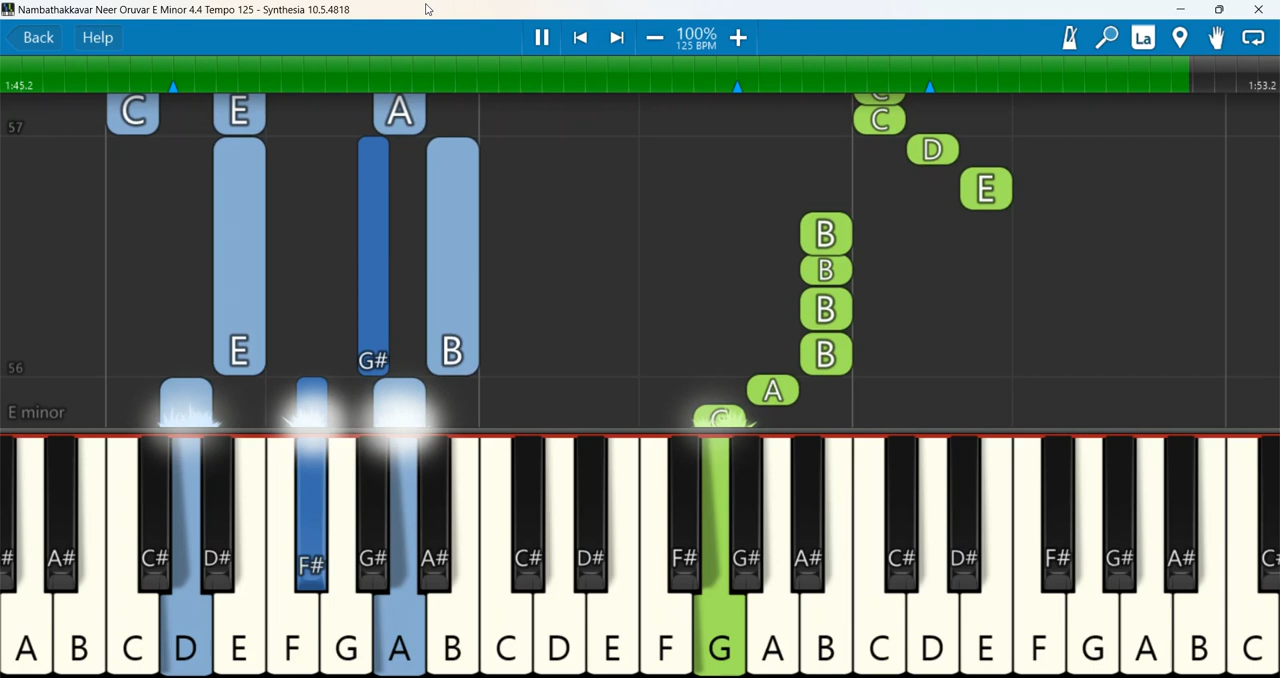 Nambathakkavar Neer Oruvar E Minor 4.4 Tempo 125 - Synthesia 10.5.4818
Back Help 100% La
125 BPM
1:45.2 1:53.2
C E A C
57 C
D
E
B
B
B
E G# B B
56
A
E minor G
A# C# D# F# G# A# C# D# F# G# A# C# D# F# G# A#
A B C D E F G A B C D E F G A B C D E F G A B C